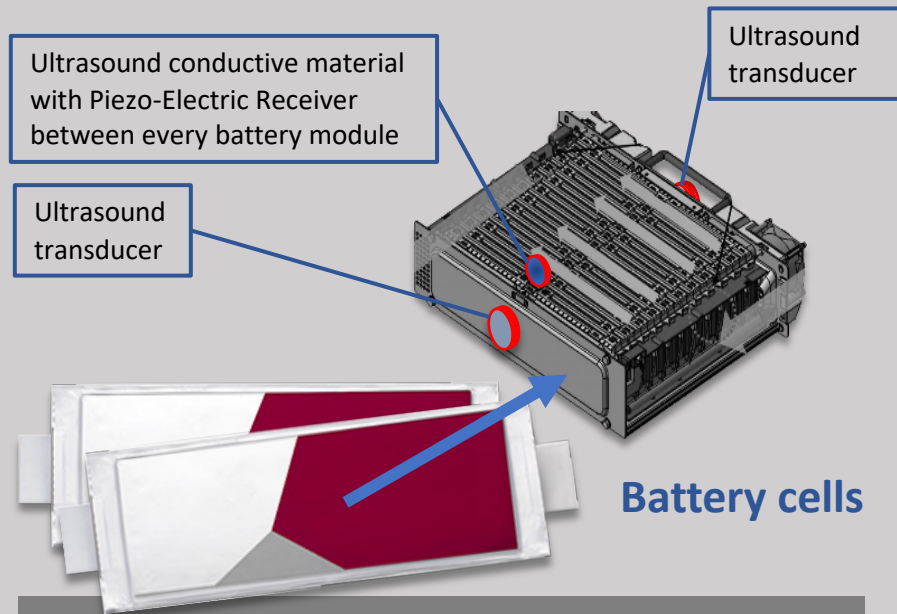 Ultrasound
transducer
Ultrasound conductive material
with Piezo-Electric Receiver
between every battery module
Ultrasound
transducer
Battery cells